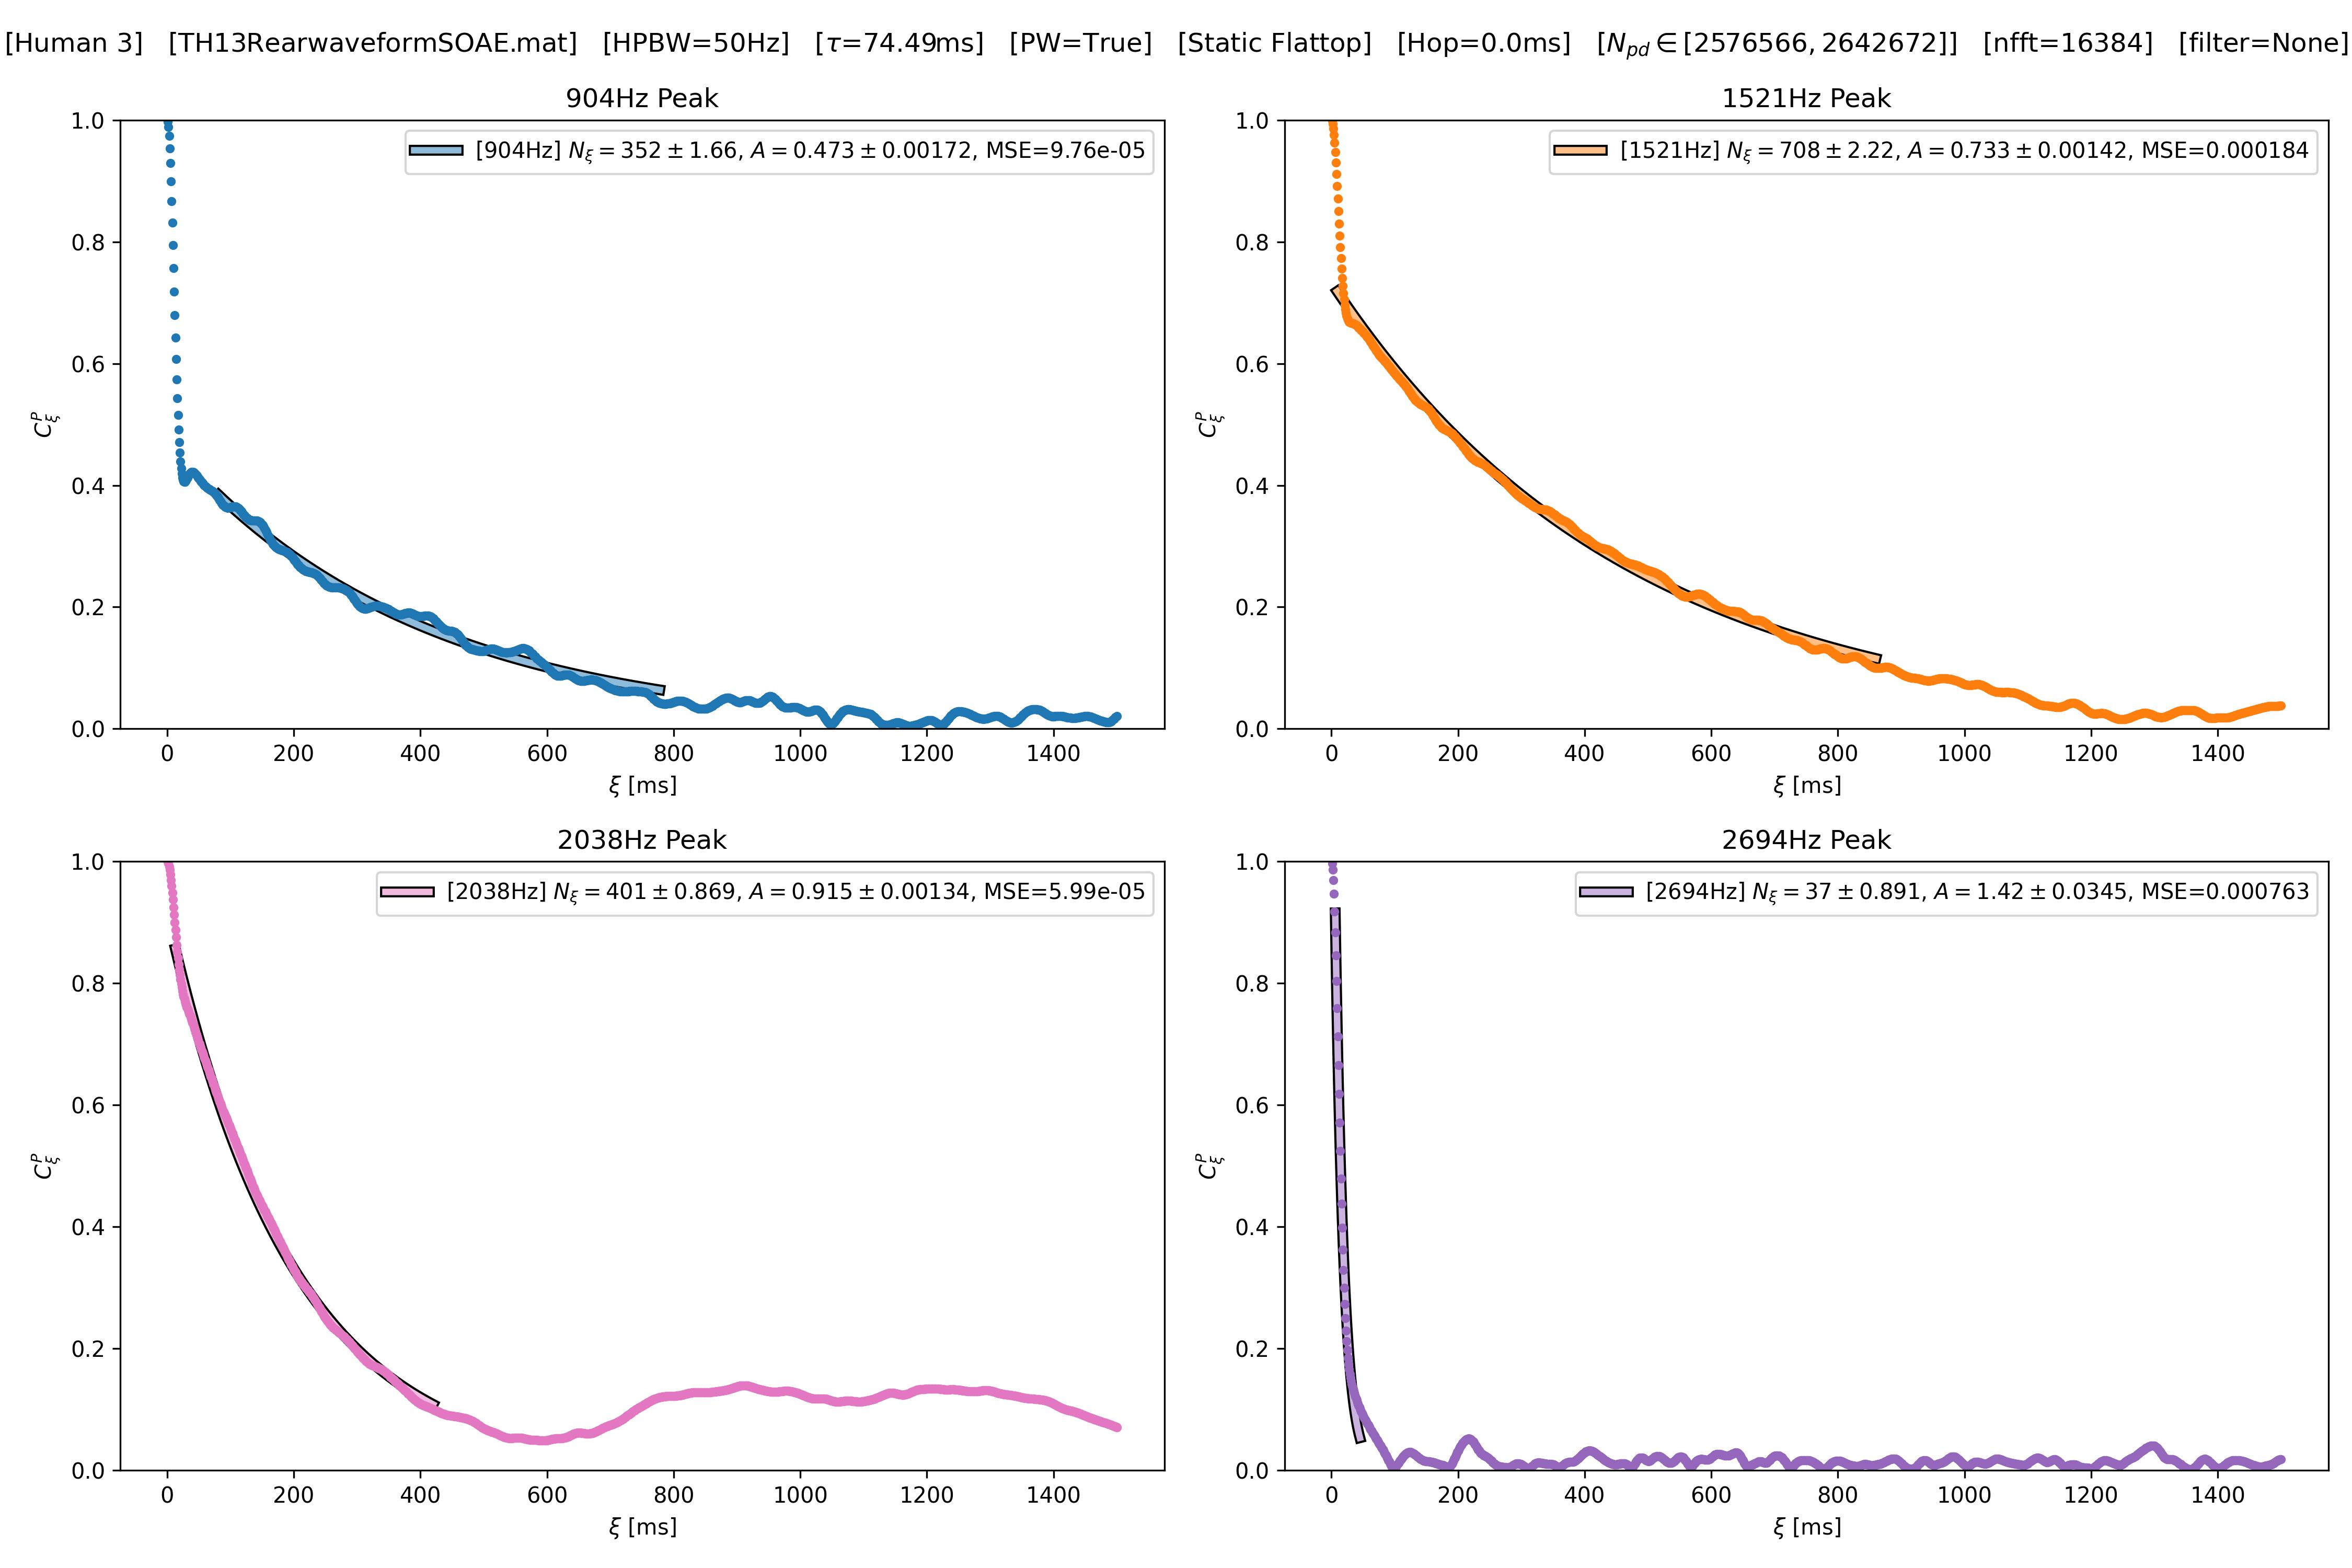 [Human 3] [TH13RearwaveformSOAE.mat] [HPBW=50Hz] [τ=74.49ms] [PW=True] [Static Flattop] [Hop=0.0ms] [N_pd ∈ [2576566, 2642672]] [nfft=16384] [filter=None]
904Hz Peak
[904Hz] N_ξ = 352 ± 1.66, A = 0.473 ± 0.00172, MSE=9.76e-05
1.0
0.8
0.6
0.4
0.2
0.0
C_ξ^P
0 200 400 600 800 1000 1200 1400
ξ [ms]
1521Hz Peak
[1521Hz] N_ξ = 708 ± 2.22, A = 0.733 ± 0.00142, MSE=0.000184
1.0
0.8
0.6
0.4
0.2
0.0
C_ξ^P
0 200 400 600 800 1000 1200 1400
ξ [ms]
2038Hz Peak
[2038Hz] N_ξ = 401 ± 0.869, A = 0.915 ± 0.00134, MSE=5.99e-05
1.0
0.8
0.6
0.4
0.2
0.0
C_ξ^P
0 200 400 600 800 1000 1200 1400
ξ [ms]
2694Hz Peak
[2694Hz] N_ξ = 37 ± 0.891, A = 1.42 ± 0.0345, MSE=0.000763
1.0
0.8
0.6
0.4
0.2
0.0
C_ξ^P
0 200 400 600 800 1000 1200 1400
ξ [ms]